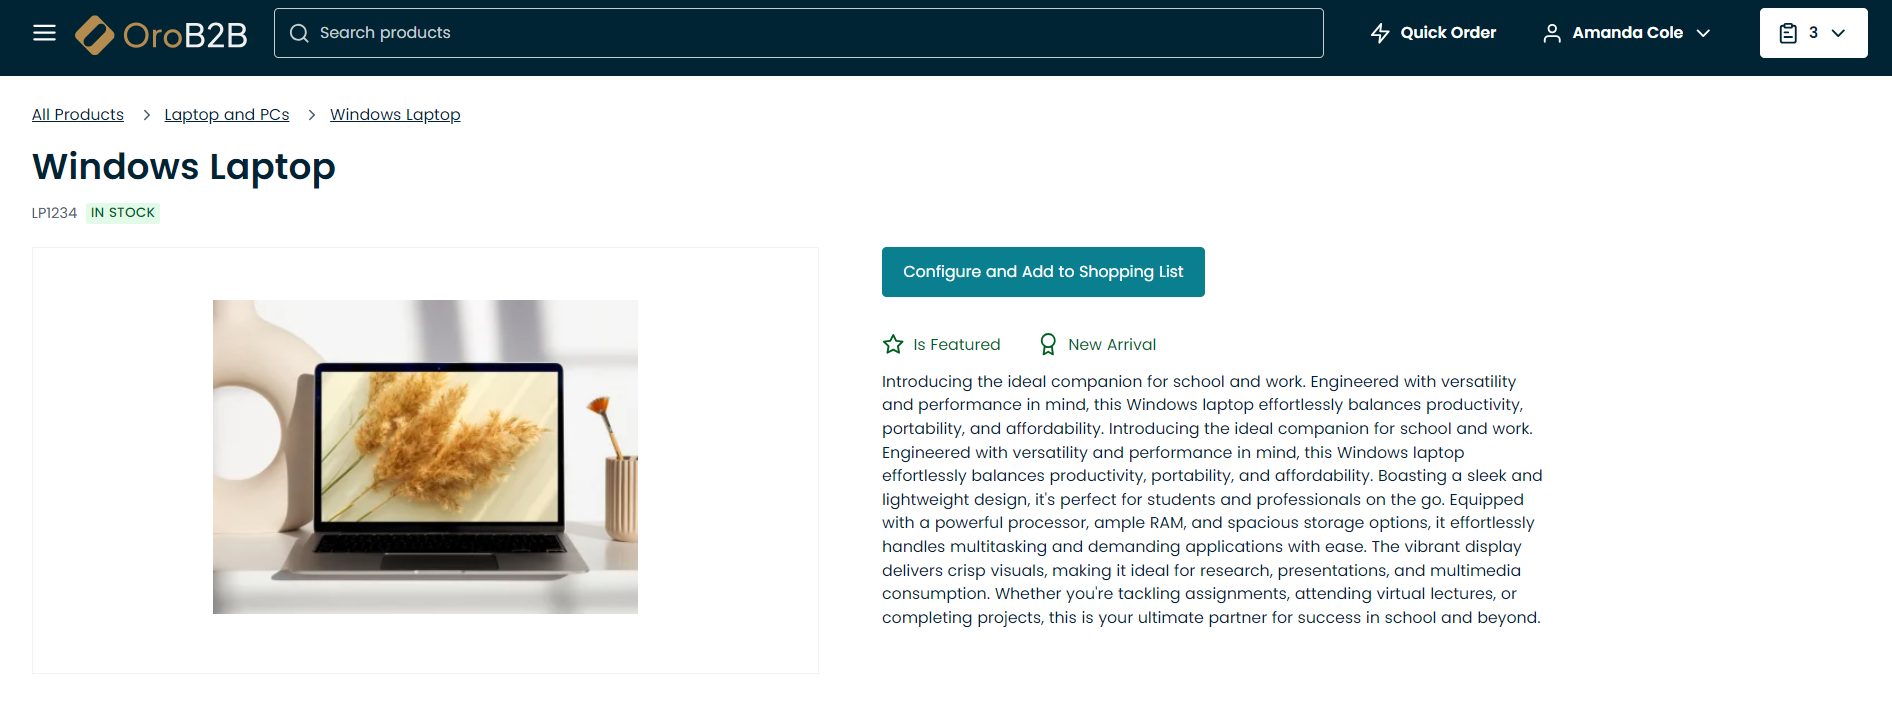 OroB2B
Search products
Quick Order
Amanda Cole
3
All Products > Laptop and PCs > Windows Laptop
Windows Laptop
LP1234 IN STOCK
Configure and Add to Shopping List
Is Featured
New Arrival
Introducing the ideal companion for school and work. Engineered with versatility
and performance in mind, this Windows laptop effortlessly balances productivity,
portability, and affordability. Introducing the ideal companion for school and work.
Engineered with versatility and performance in mind, this Windows laptop
effortlessly balances productivity, portability, and affordability. Boasting a sleek and
lightweight design, it's perfect for students and professionals on the go. Equipped
with a powerful processor, ample RAM, and spacious storage options, it effortlessly
handles multitasking and demanding applications with ease. The vibrant display
delivers crisp visuals, making it ideal for research, presentations, and multimedia
consumption. Whether you're tackling assignments, attending virtual lectures, or
completing projects, this is your ultimate partner for success in school and beyond.